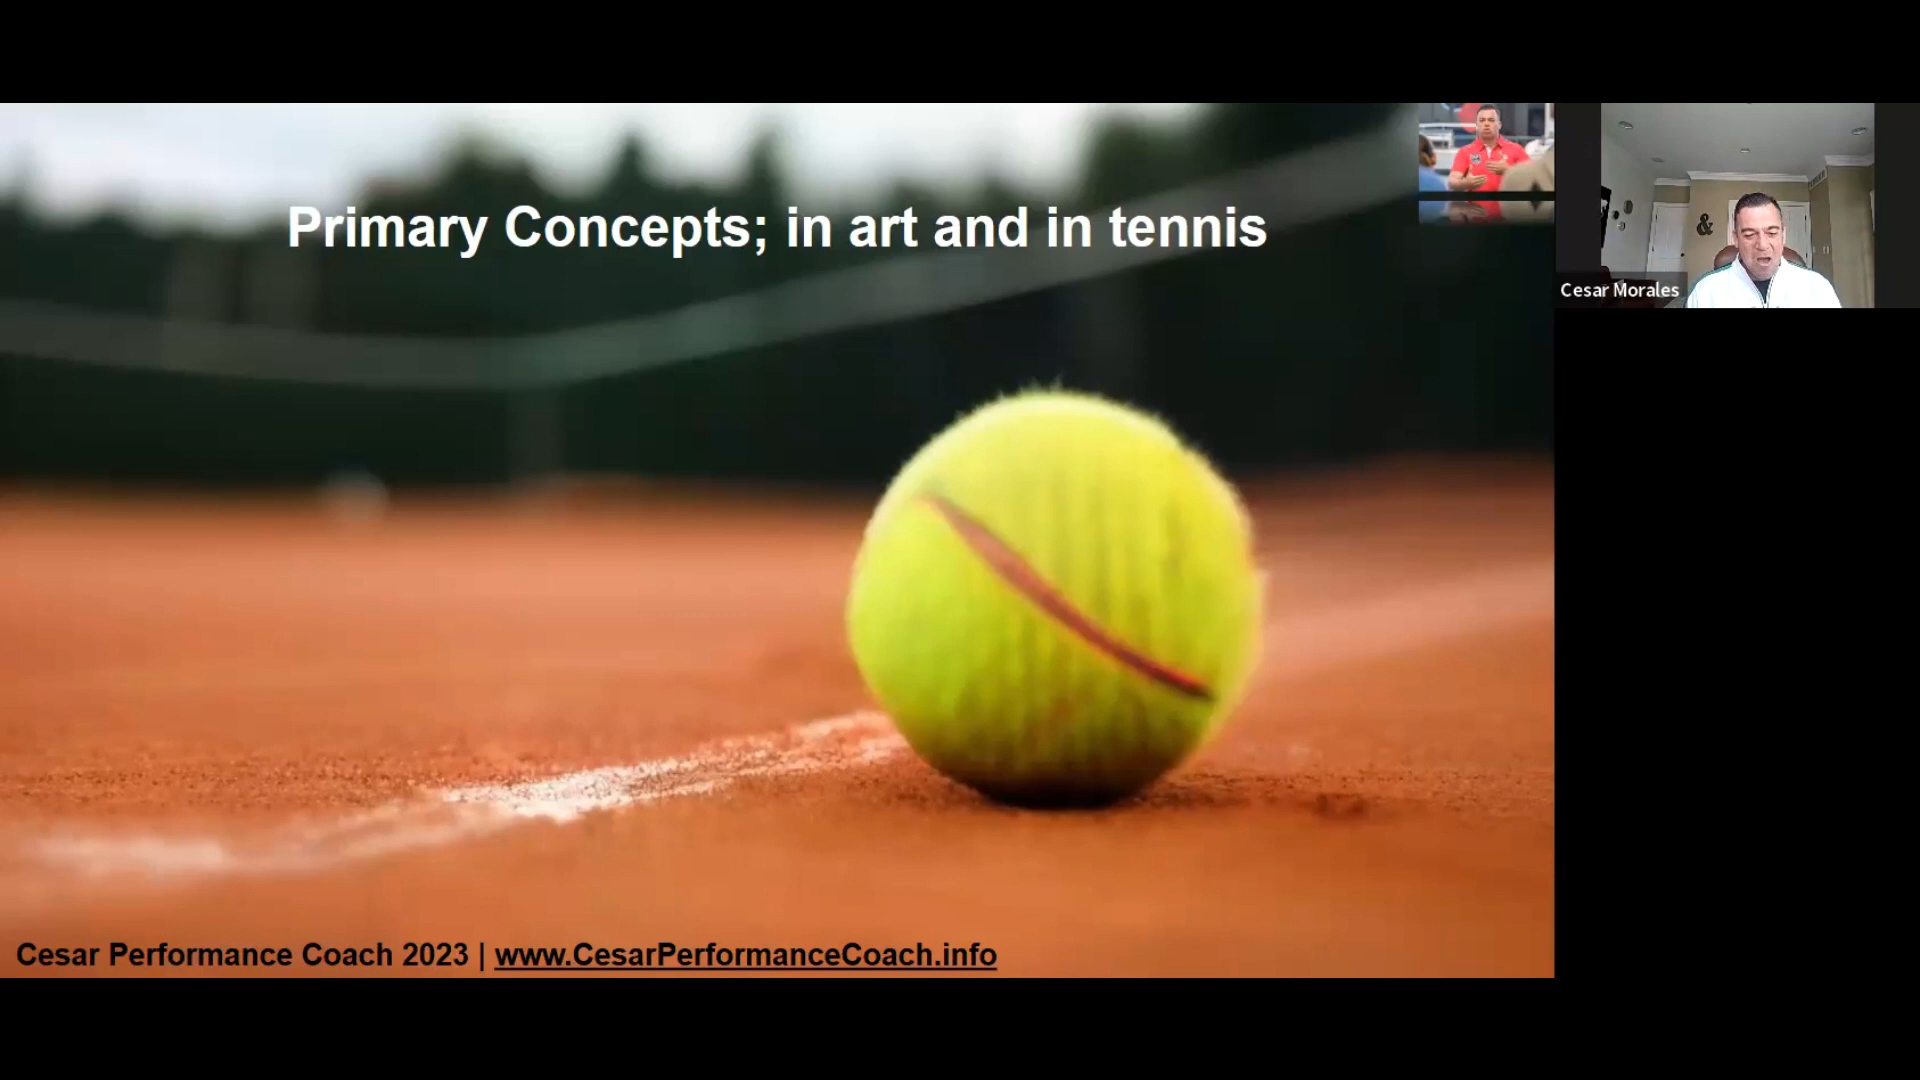 Primary Concepts; in art and in tennis
Cesar Morales
&
Cesar Performance Coach 2023 | www.CesarPerformanceCoach.info